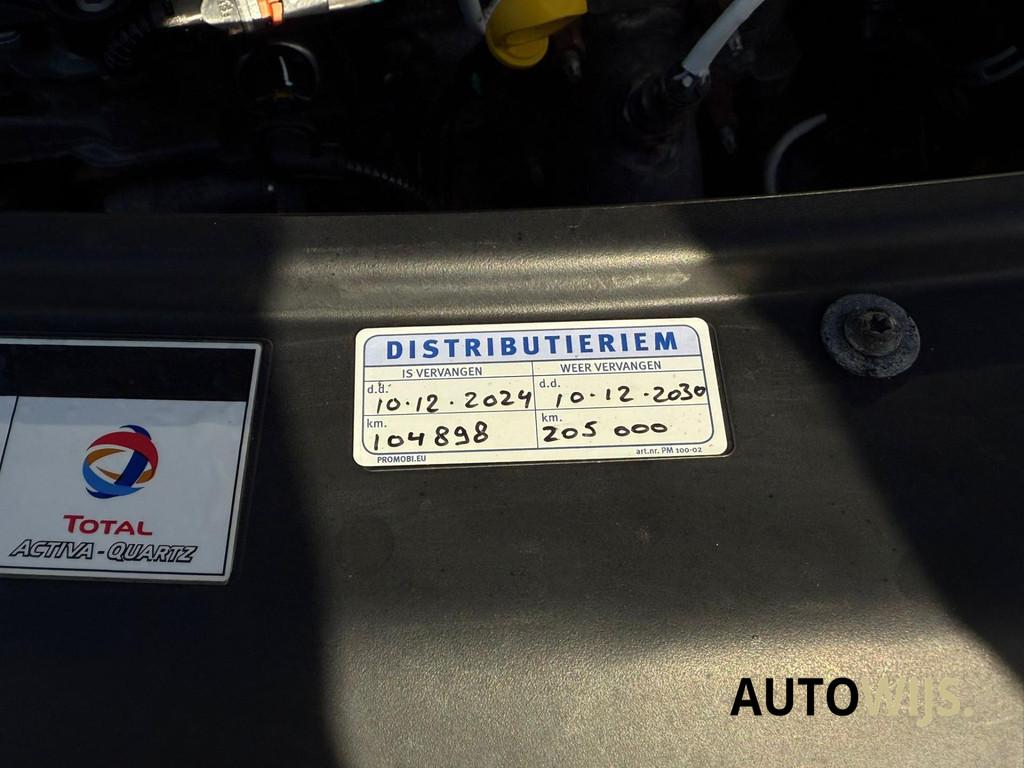 DISTRIBUTIERIEM
IS VERVANGEN
WEER VERVANGEN
d.d. 10.12.2024
d.d. 10.12.2030
km. 104898
km. 205 000
PROMOBI.EU
art.nr. PM 100-02
TOTAL
ACTIVA-QUARTZ
AUTOWIJS.